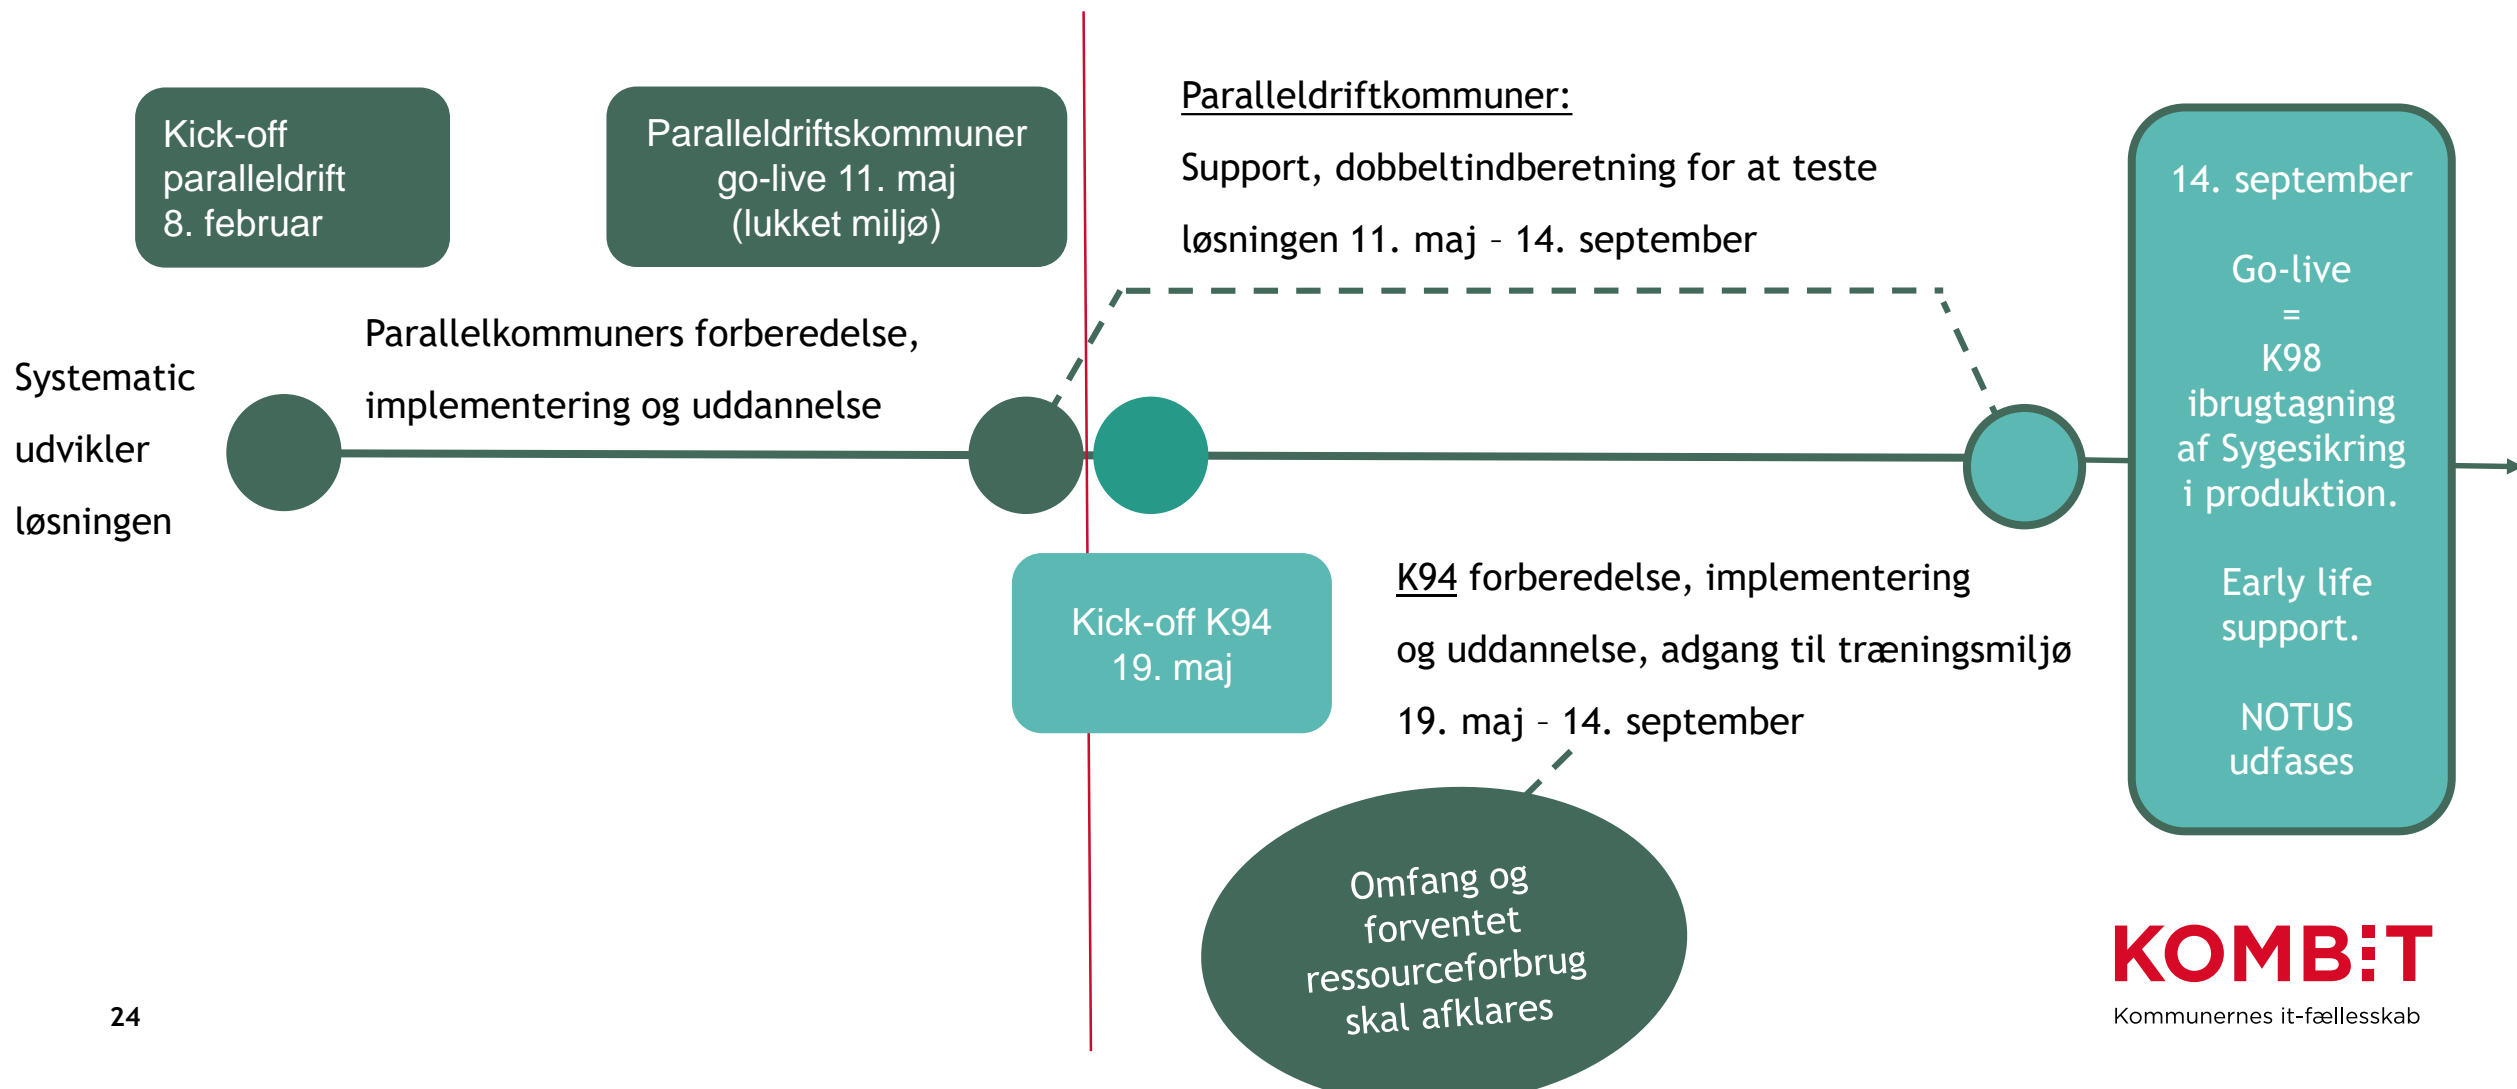 Kick-off
paralleldrift
8. februar
Paralleldriftskommuner
go-live 11. maj
(lukket miljø)
Paralleldriftkommuner:
Support, dobbeltindberetning for at teste
løsningen 11. maj – 14. september
Systematic
udvikler
løsningen
Parallelkommuners forberedelse,
implementering og uddannelse
Kick-off K94
19. maj
K94 forberedelse, implementering
og uddannelse, adgang til træningsmiljø
19. maj – 14. september
Omfang og
forventet
ressourceforbrug
skal afklares
14. september
Go-live
=
K98
ibrugtagning
af Sygesikring
i produktion.
Early life
support.
NOTUS
udfases
24
KOMBIT
Kommunernes it-fællesskab